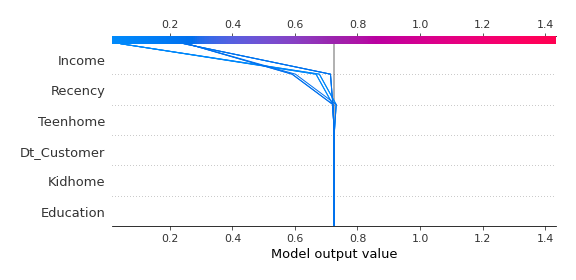 0.2 0.4 0.6 0.8 1.0 1.2 1.4
Income
Recency
Teenhome
Dt_Customer
Kidhome
Education
0.2 0.4 0.6 0.8 1.0 1.2 1.4
Model output value